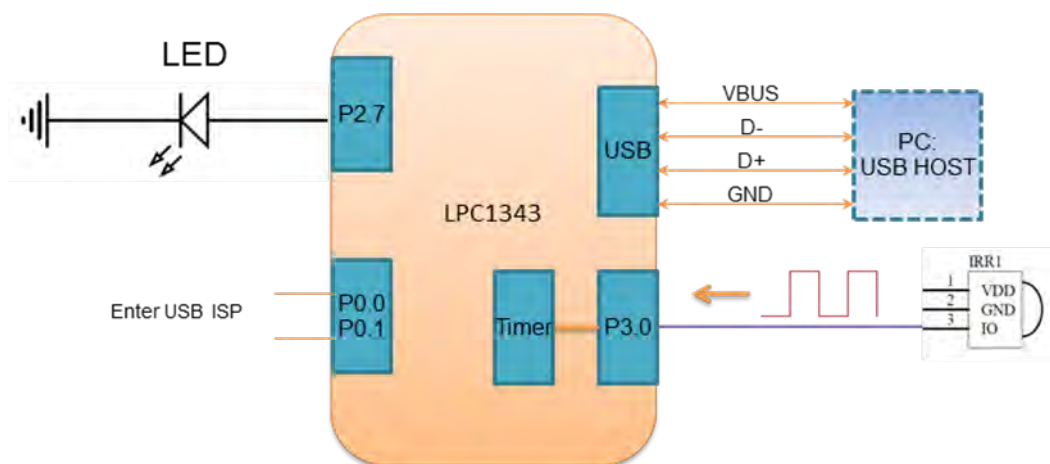 LED
P2.7
USB
VBUS
D-
D+
GND
PC:
USB HOST
LPC1343
Enter USB ISP
P0.0
P0.1
Timer
P3.0
IRR1
1
2
3
VDD
GND
IO